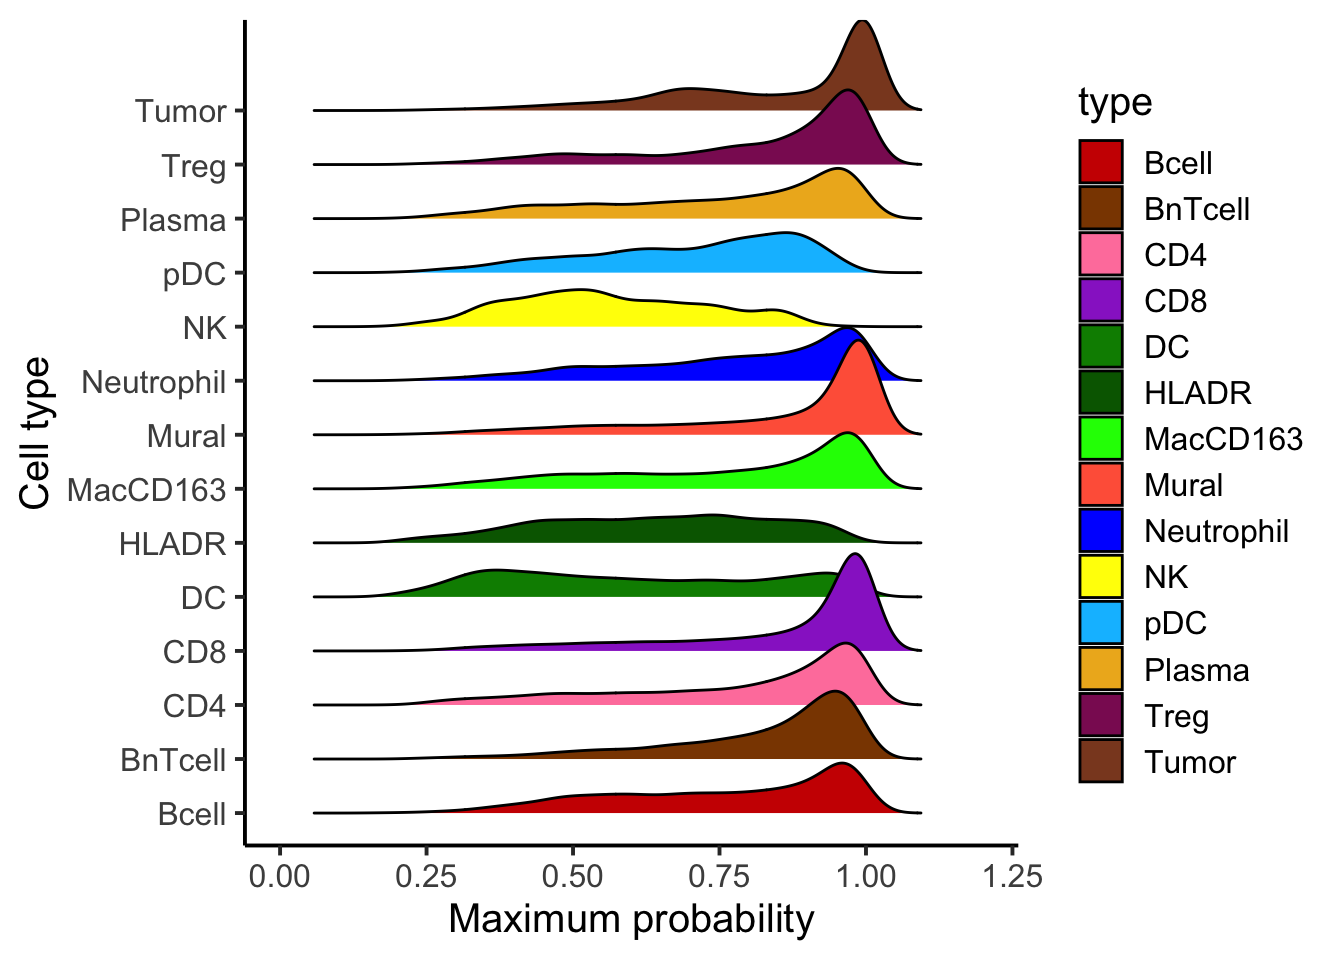 Cell type
Tumor
Treg
Plasma
pDC
NK
Neutrophil
Mural
MacCD163
HLADR
DC
CD8
CD4
BnTcell
Bcell
0.00 0.25 0.50 0.75 1.00 1.25
Maximum probability
type
Bcell
BnTcell
CD4
CD8
DC
HLADR
MacCD163
Mural
Neutrophil
NK
pDC
Plasma
Treg
Tumor